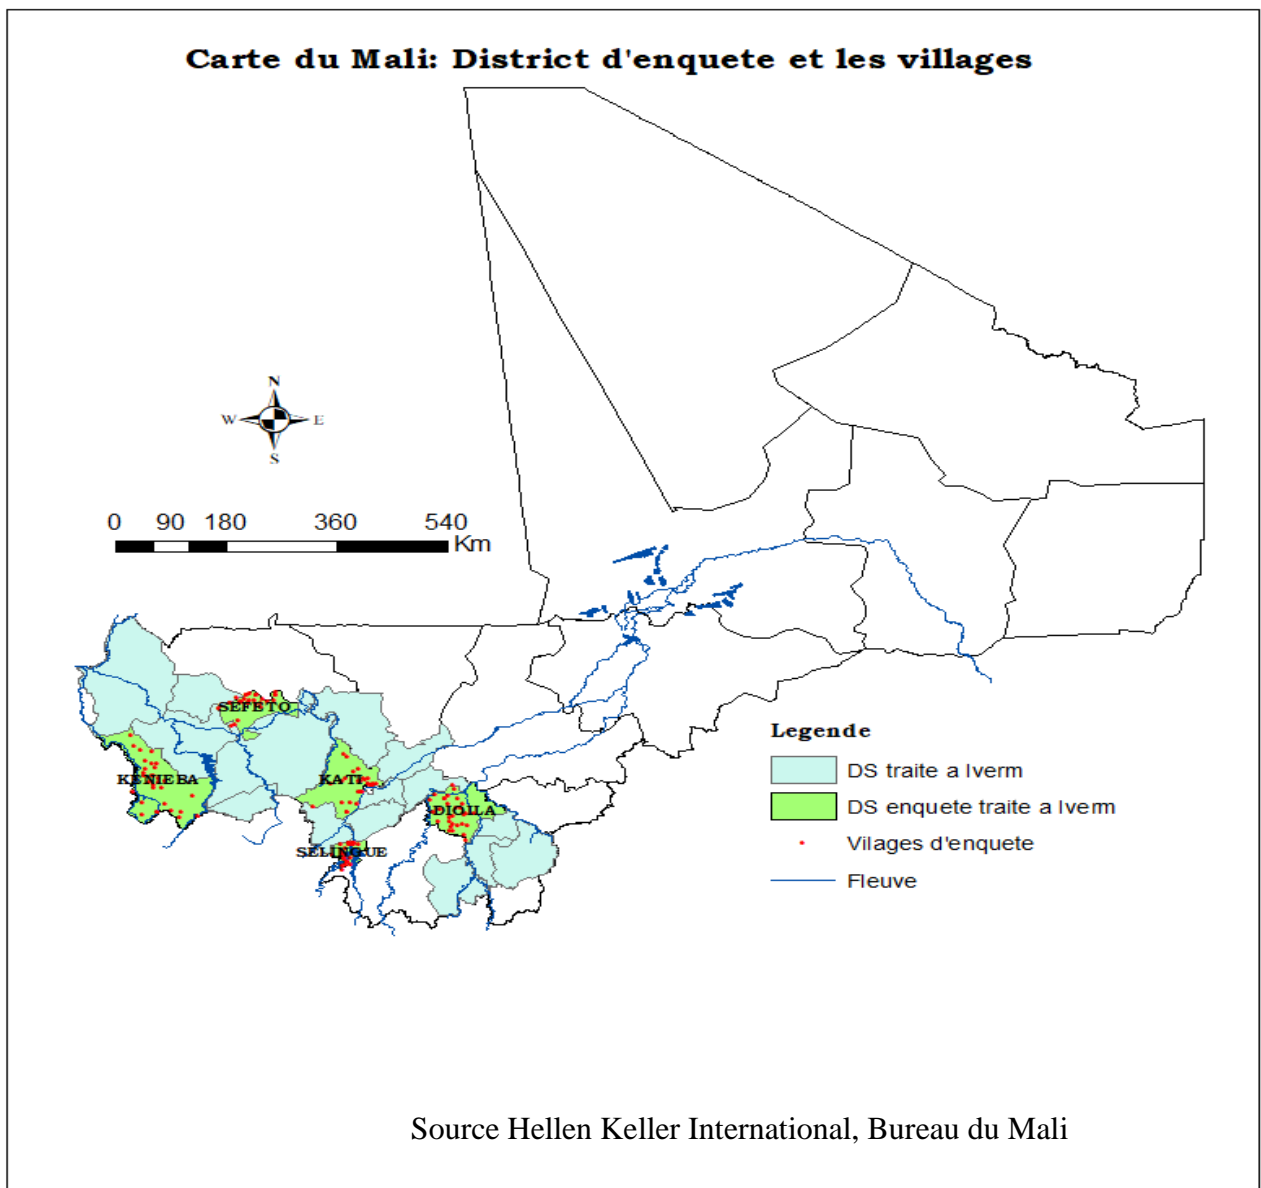 Carte du Mali: District d'enquete et les villages
N
W E
S
0 90 180 360 540
Km
SEFETO
KENIEBA
KATI
DIOILA
SELINGUE
Legende
DS traite a Iverm
DS enquete traite a Iverm
Vilages d'enquete
Fleuve
Source Hellen Keller International, Bureau du Mali